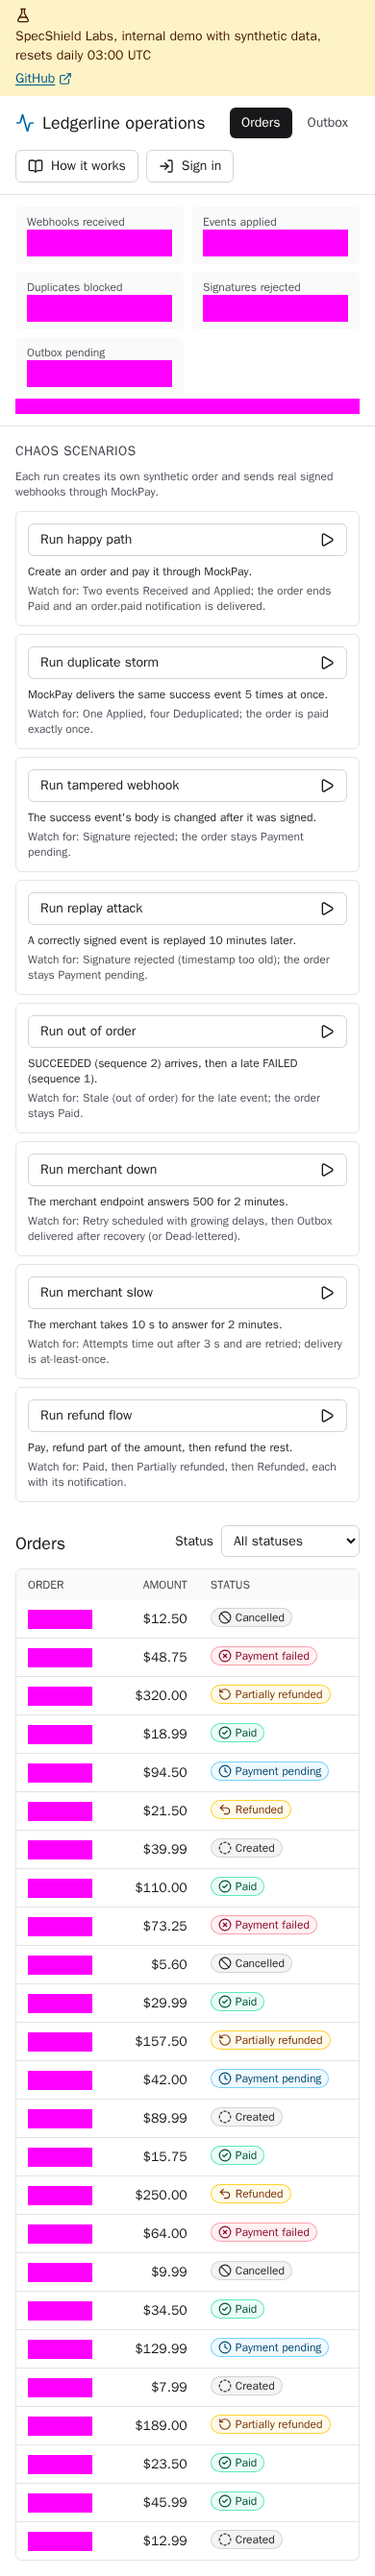 SpecShield Labs, internal demo with synthetic data,
resets daily 03:00 UTC
GitHub
Ledgerline operations
Orders
Outbox
How it works
Sign in
Webhooks received
Events applied
Duplicates blocked
Signatures rejected
Outbox pending
CHAOS SCENARIOS
Each run creates its own synthetic order and sends real signed
webhooks through MockPay.
Run happy path
Create an order and pay it through MockPay.
Watch for: Two events Received and Applied; the order ends
Paid and an order.paid notification is delivered.
Run duplicate storm
MockPay delivers the same success event 5 times at once.
Watch for: One Applied, four Deduplicated; the order is paid
exactly once.
Run tampered webhook
The success event's body is changed after it was signed.
Watch for: Signature rejected; the order stays Payment
pending.
Run replay attack
A correctly signed event is replayed 10 minutes later.
Watch for: Signature rejected (timestamp too old); the order
stays Payment pending.
Run out of order
SUCCEEDED (sequence 2) arrives, then a late FAILED
(sequence 1).
Watch for: Stale (out of order) for the late event; the order
stays Paid.
Run merchant down
The merchant endpoint answers 500 for 2 minutes.
Watch for: Retry scheduled with growing delays, then Outbox
delivered after recovery (or Dead-lettered).
Run merchant slow
The merchant takes 10 s to answer for 2 minutes.
Watch for: Attempts time out after 3 s and are retried; delivery
is at-least-once.
Run refund flow
Pay, refund part of the amount, then refund the rest.
Watch for: Paid, then Partially refunded, then Refunded, each
with its notification.
Orders
Status
All statuses
ORDER AMOUNT STATUS
$12.50 Cancelled
$48.75 Payment failed
$320.00 Partially refunded
$18.99 Paid
$94.50 Payment pending
$21.50 Refunded
$39.99 Created
$110.00 Paid
$73.25 Payment failed
$5.60 Cancelled
$29.99 Paid
$157.50 Partially refunded
$42.00 Payment pending
$89.99 Created
$15.75 Paid
$250.00 Refunded
$64.00 Payment failed
$9.99 Cancelled
$34.50 Paid
$129.99 Payment pending
$7.99 Created
$189.00 Partially refunded
$23.50 Paid
$45.99 Paid
$12.99 Created